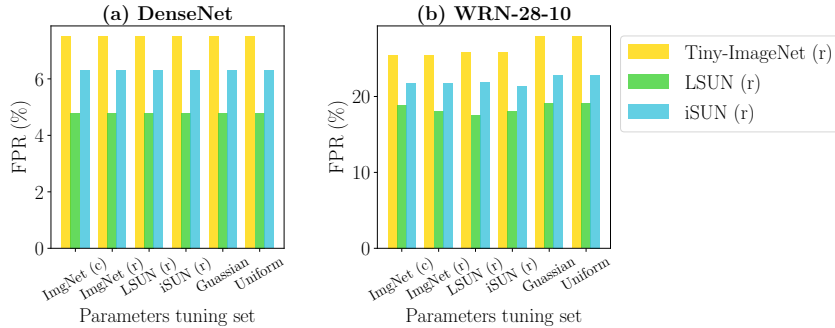 (a) DenseNet
FPR (%)
6
4
2
0
ImgNet (c)
ImgNet (r)
LSUN (r)
iSUN (r)
Guassian
Uniform
Parameters tuning set
(b) WRN-28-10
FPR (%)
20
10
0
ImgNet (c)
ImgNet (r)
LSUN (r)
iSUN (r)
Guassian
Uniform
Parameters tuning set
Tiny-ImageNet (r)
LSUN (r)
iSUN (r)